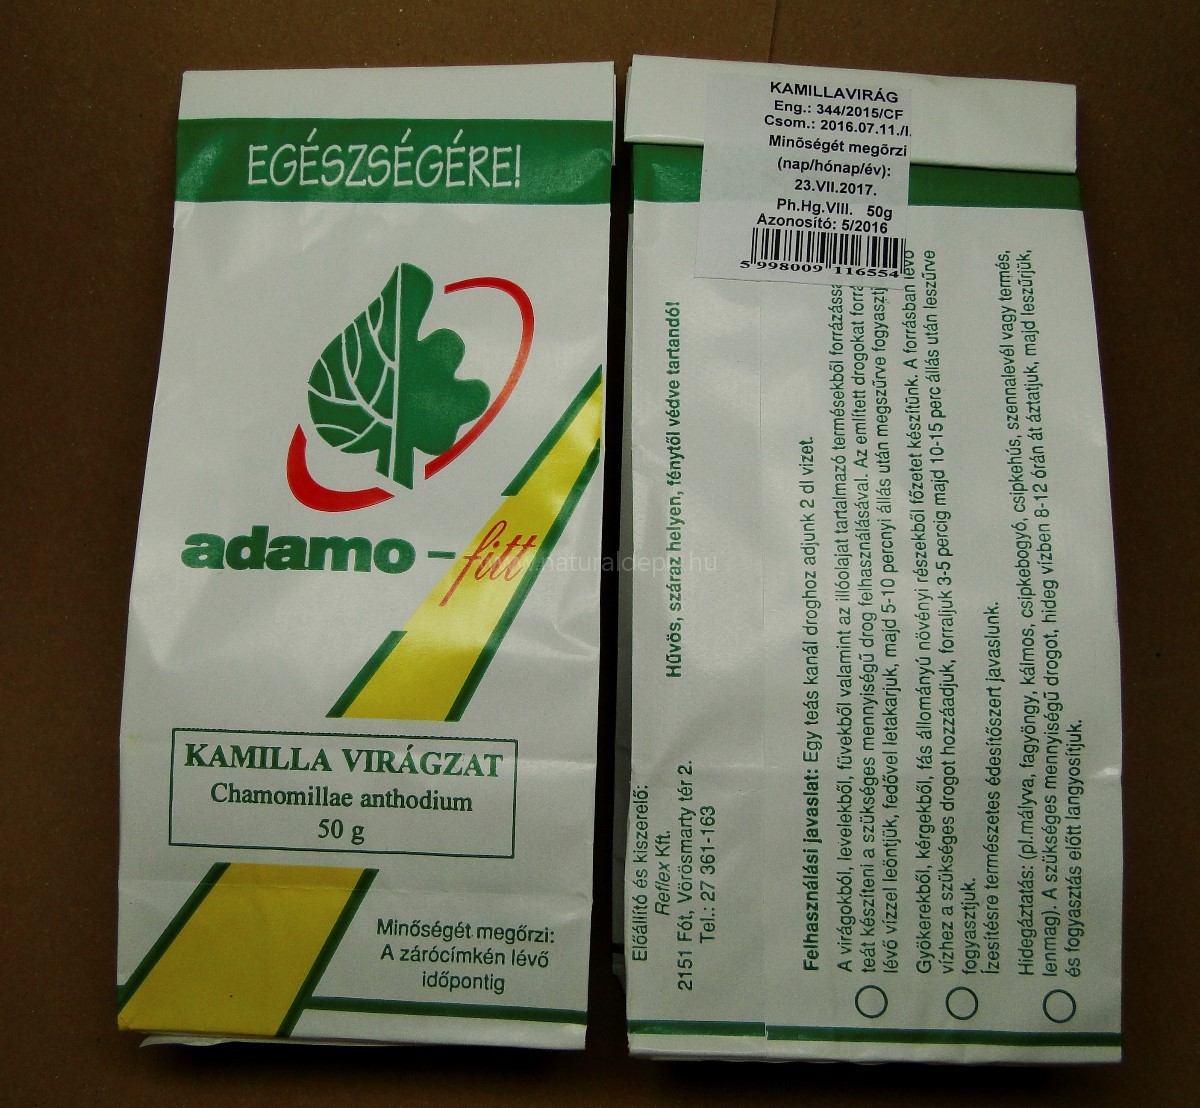 EGÉSZSÉGÉRE!
adamo - fitt
KAMILLA VIRÁGZAT
Chamomillae anthodium
50 g
Minőségét megőrzi:
A zárócímkén lévő
időpontig
KAMILLAVIRÁG
Eng.: 344/2015/CF
Csom.: 2016.07.11./I.
Minõségét megõrzi
(nap/hónap/év):
23.VII.2017.
Ph.Hg.VIII. 50g
Azonosító: 5/2016
5 998009 116554
Előállító és kiszerelő:
Reflex Kft.
2151 Fót, Vörösmarty tér 2.
Tel.: 27 361-163
Hűvös, száraz helyen, fénytől védve tartandó!
Felhasználási javaslat: Egy teás kanál droghoz adjunk 2 dl vizet.
A virágokból, levelekből, füvekből valamint az illóolajat tartalmazó termésekből
teát készíteni a szükséges mennyiségű drog felhasználásával. Az említett drogokat
lévő vízzel leöntjük, fedővel letakarjuk, majd 5-10 percnyi állás után megszűrve
Gyökerekből, kérgekből, fás állományú növényi részekből főzetet készítünk. A forrásban lévő
vízhez a szükséges drogot hozzáadjuk, forraljuk 3-5 percig majd 10-15 perc állás után leszűrve
fogyasztjuk.
Izesítésre természetes édesítőszert javaslunk.
Hidegáztatás: (pl.mályva, fagyöngy, kálmos, csipkebogyó, csipkehús, szennalevél vagy termés,
lenmag). A szükséges mennyiségű drogot, hideg vízben 8-12 órán át áztatjuk, majd leszűrjük,
és fogyasztás előtt langyosítjuk.